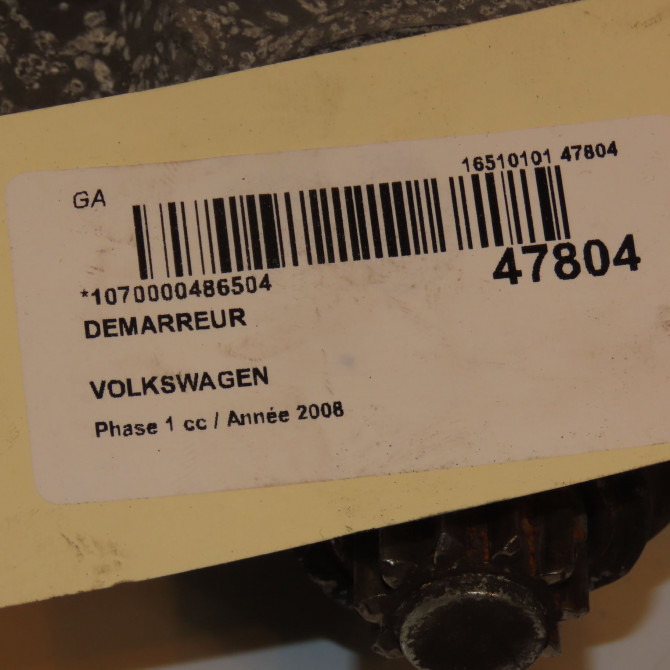 16510101 47804
GA
47804
*1070000486504
DEMARREUR
VOLKSWAGEN
Phase 1 cc / Année 2008